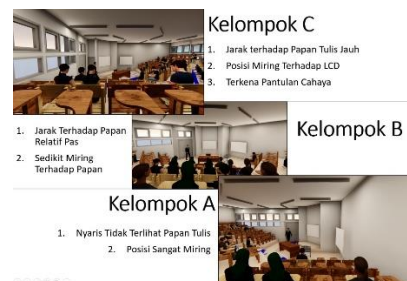 Kelompok C
1. Jarak terhadap Papan Tulis Jauh
2. Posisi Miring Terhadap LCD
3. Terkena Pantulan Cahaya
Kelompok B
1. Jarak Terhadap Papan
Relatif Pas
2. Sedikit Miring
Terhadap Papan
Kelompok A
1. Nyaris Tidak Terlihat Papan Tulis
2. Posisi Sangat Miring